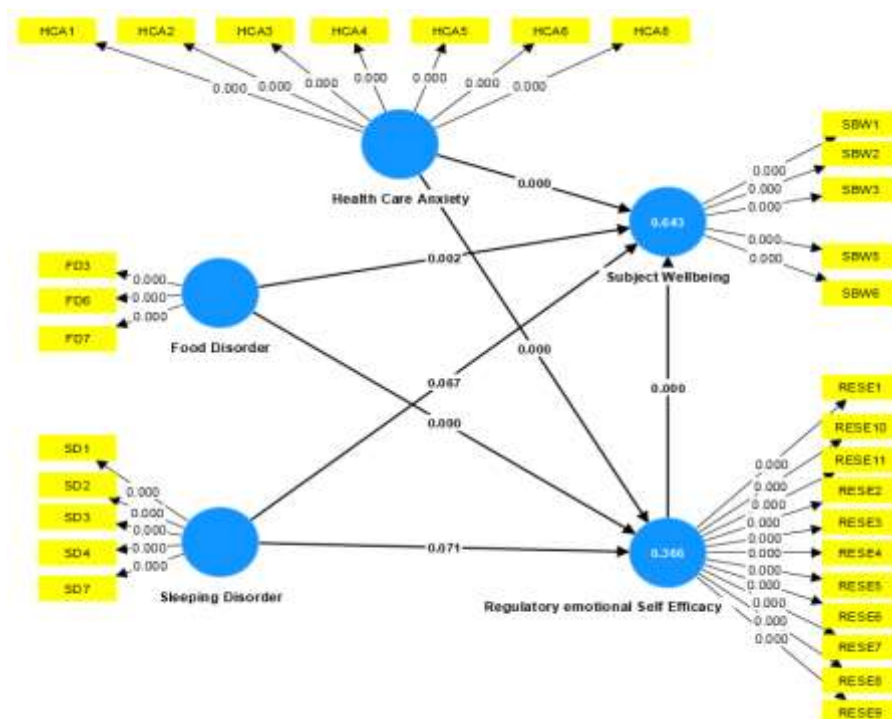 HCA1 HCA2 HCA3 HCA4 HCA5 HCA6 HCA8
0.000 0.000 0.000 0.000 0.000 0.000 0.000
Health Care Anxiety
SBW1
SBW2
SBW3
SBW5
SBW6
0.000
0.000
0.000
0.000
0.000
0.643
Subject Wellbeing
0.000
0.002
FD3
FD6
FD7
0.000
0.000
0.000
Food Disorder
0.000
0.067
0.000
0.000
SD1
SD2
SD3
SD4
SD7
0.000
0.000
0.000
0.000
0.000
Sleeping Disorder
0.071
0.366
Regulatory emotional Self Efficacy
RESE1
RESE10
RESE11
RESE2
RESE3
RESE4
RESE5
RESE6
RESE7
RESE8
RESE9
0.000
0.000
0.000
0.000
0.000
0.000
0.000
0.000
0.000
0.000
0.000